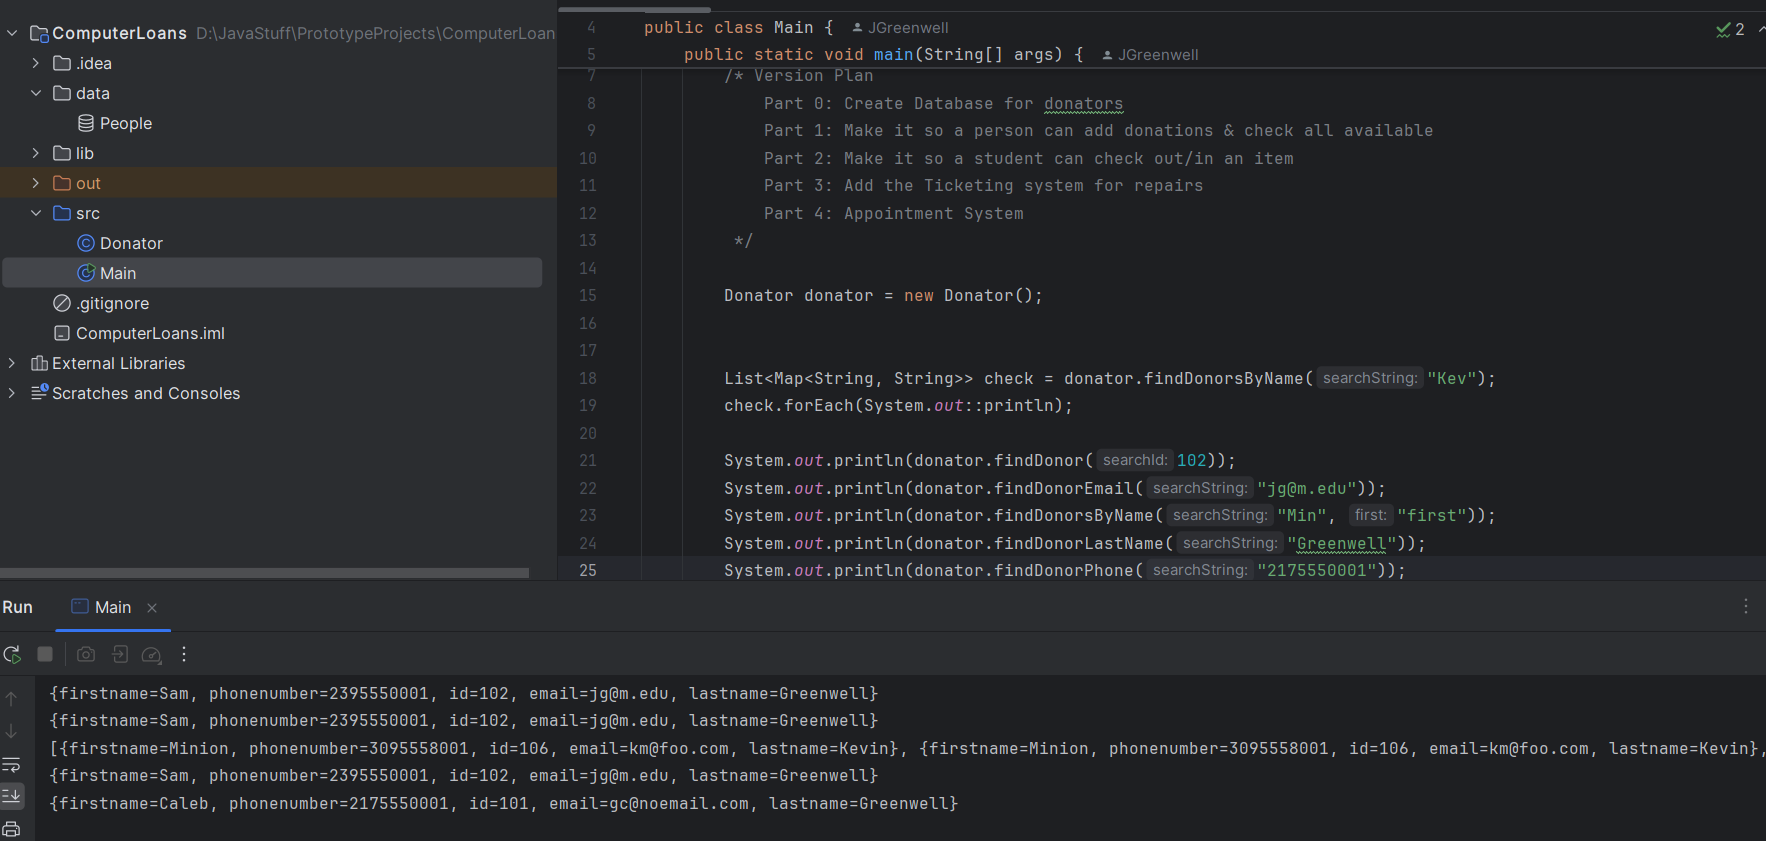 ComputerLoans D:\JavaStuff\PrototypeProjects\ComputerLoan
.idea
data
People
lib
out
src
Donator
Main
.gitignore
ComputerLoans.iml
External Libraries
Scratches and Consoles
4 public class Main { JGreenwell
2
5 public static void main(String[] args) { JGreenwell
7 /* Version Plan
8 Part 0: Create Database for donators
9 Part 1: Make it so a person can add donations & check all available
10 Part 2: Make it so a student can check out/in an item
11 Part 3: Add the Ticketing system for repairs
12 Part 4: Appointment System
13 */
14
15 Donator donator = new Donator();
16
17
18 List<Map<String, String>> check = donator.findDonorsByName( searchString: "Kev");
19 check.forEach(System.out::println);
20
21 System.out.println(donator.findDonor( searchId: 102));
22 System.out.println(donator.findDonorEmail( searchString: "jg@m.edu"));
23 System.out.println(donator.findDonorsByName( searchString: "Min", first: "first"));
24 System.out.println(donator.findDonorLastName( searchString: "Greenwell"));
25 System.out.println(donator.findDonorPhone( searchString: "2175550001"));
Run Main
{firstname=Sam, phonenumber=2395550001, id=102, email=jg@m.edu, lastname=Greenwell}
{firstname=Sam, phonenumber=2395550001, id=102, email=jg@m.edu, lastname=Greenwell}
[{firstname=Minion, phonenumber=3095558001, id=106, email=km@foo.com, lastname=Kevin}, {firstname=Minion, phonenumber=3095558001, id=106, email=km@foo.com, lastname=Kevin},
{firstname=Sam, phonenumber=2395550001, id=102, email=jg@m.edu, lastname=Greenwell}
{firstname=Caleb, phonenumber=2175550001, id=101, email=gc@noemail.com, lastname=Greenwell}